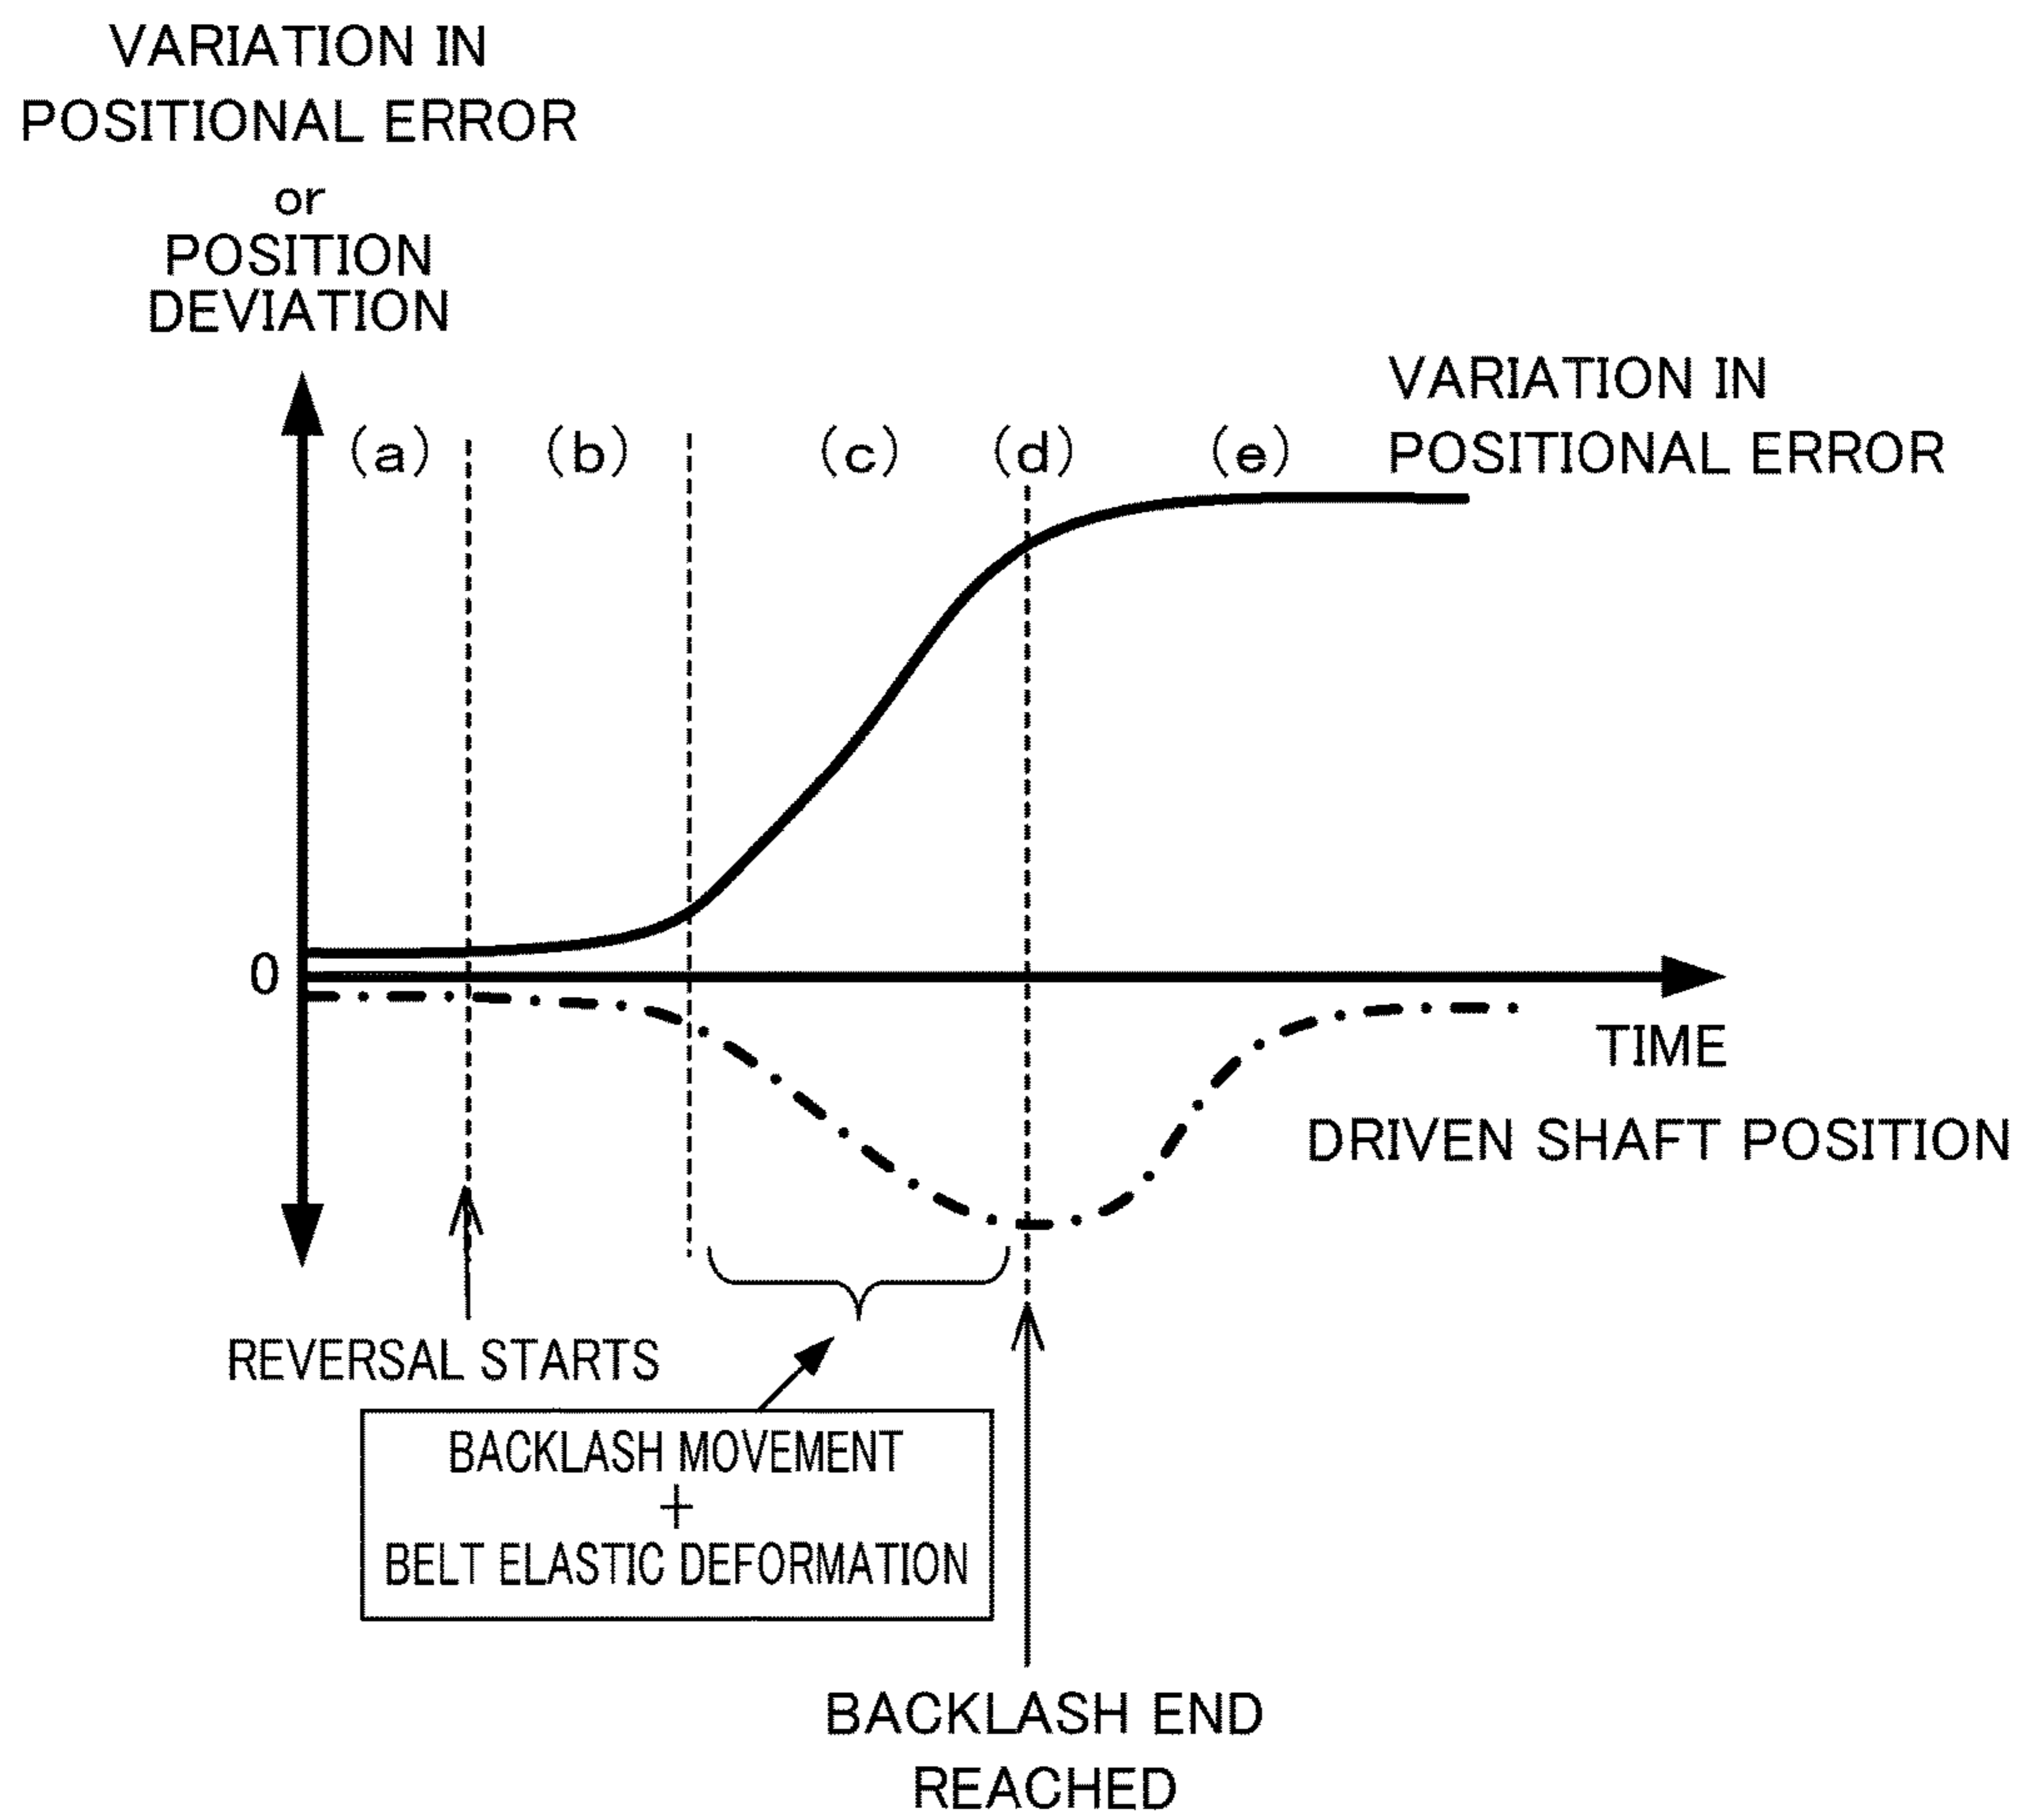 VARIATION IN
POSITIONAL ERROR
or
POSITION
DEVIATION
VARIATION IN
POSITIONAL ERROR
(a)
(b)
(c)
(d)
(e)
0
TIME
DRIVEN SHAFT POSITION
REVERSAL STARTS
BACKLASH MOVEMENT
+
BELT ELASTIC DEFORMATION
BACKLASH END
REACHED